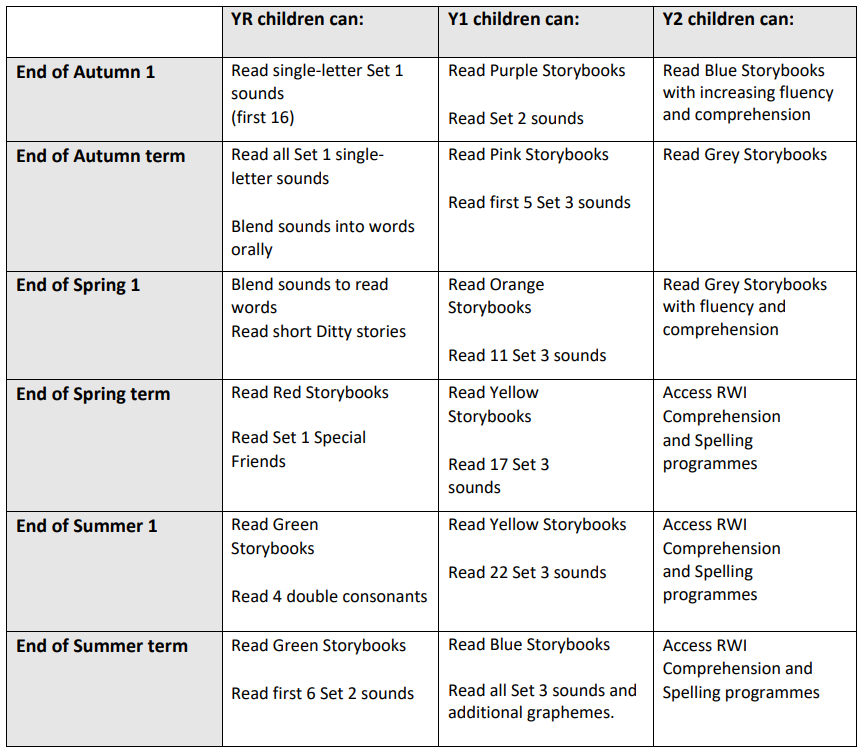 YR children can:
Y1 children can:
Y2 children can:
End of Autumn 1
Read single-letter Set 1
sounds
(first 16)
Read Purple Storybooks
Read Set 2 sounds
Read Blue Storybooks
with increasing fluency
and comprehension
End of Autumn term
Read all Set 1 single-
letter sounds
Blend sounds into words
orally
Read Pink Storybooks
Read first 5 Set 3 sounds
Read Grey Storybooks
End of Spring 1
Blend sounds to read
words
Read short Ditty stories
Read Orange
Storybooks
Read 11 Set 3 sounds
Read Grey Storybooks
with fluency and
comprehension
End of Spring term
Read Red Storybooks
Read Set 1 Special
Friends
Read Yellow
Storybooks
Read 17 Set 3
sounds
Access RWI
Comprehension
and Spelling
programmes
End of Summer 1
Read Green
Storybooks
Read 4 double consonants
Read Yellow Storybooks
Read 22 Set 3 sounds
Access RWI
Comprehension
and Spelling
programmes
End of Summer term
Read Green Storybooks
Read first 6 Set 2 sounds
Read Blue Storybooks
Read all Set 3 sounds and
additional graphemes.
Access RWI
Comprehension and
Spelling programmes